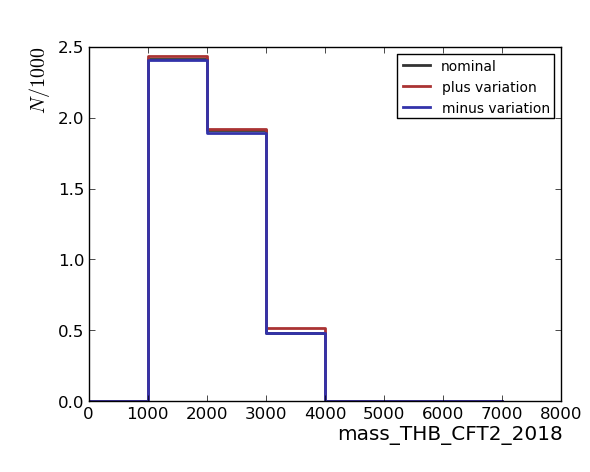 N/1000
2.5
2.0
1.5
1.0
0.5
0.0
nominal
plus variation
minus variation
0 1000 2000 3000 4000 5000 6000 7000 8000
mass_THB_CFT2_2018